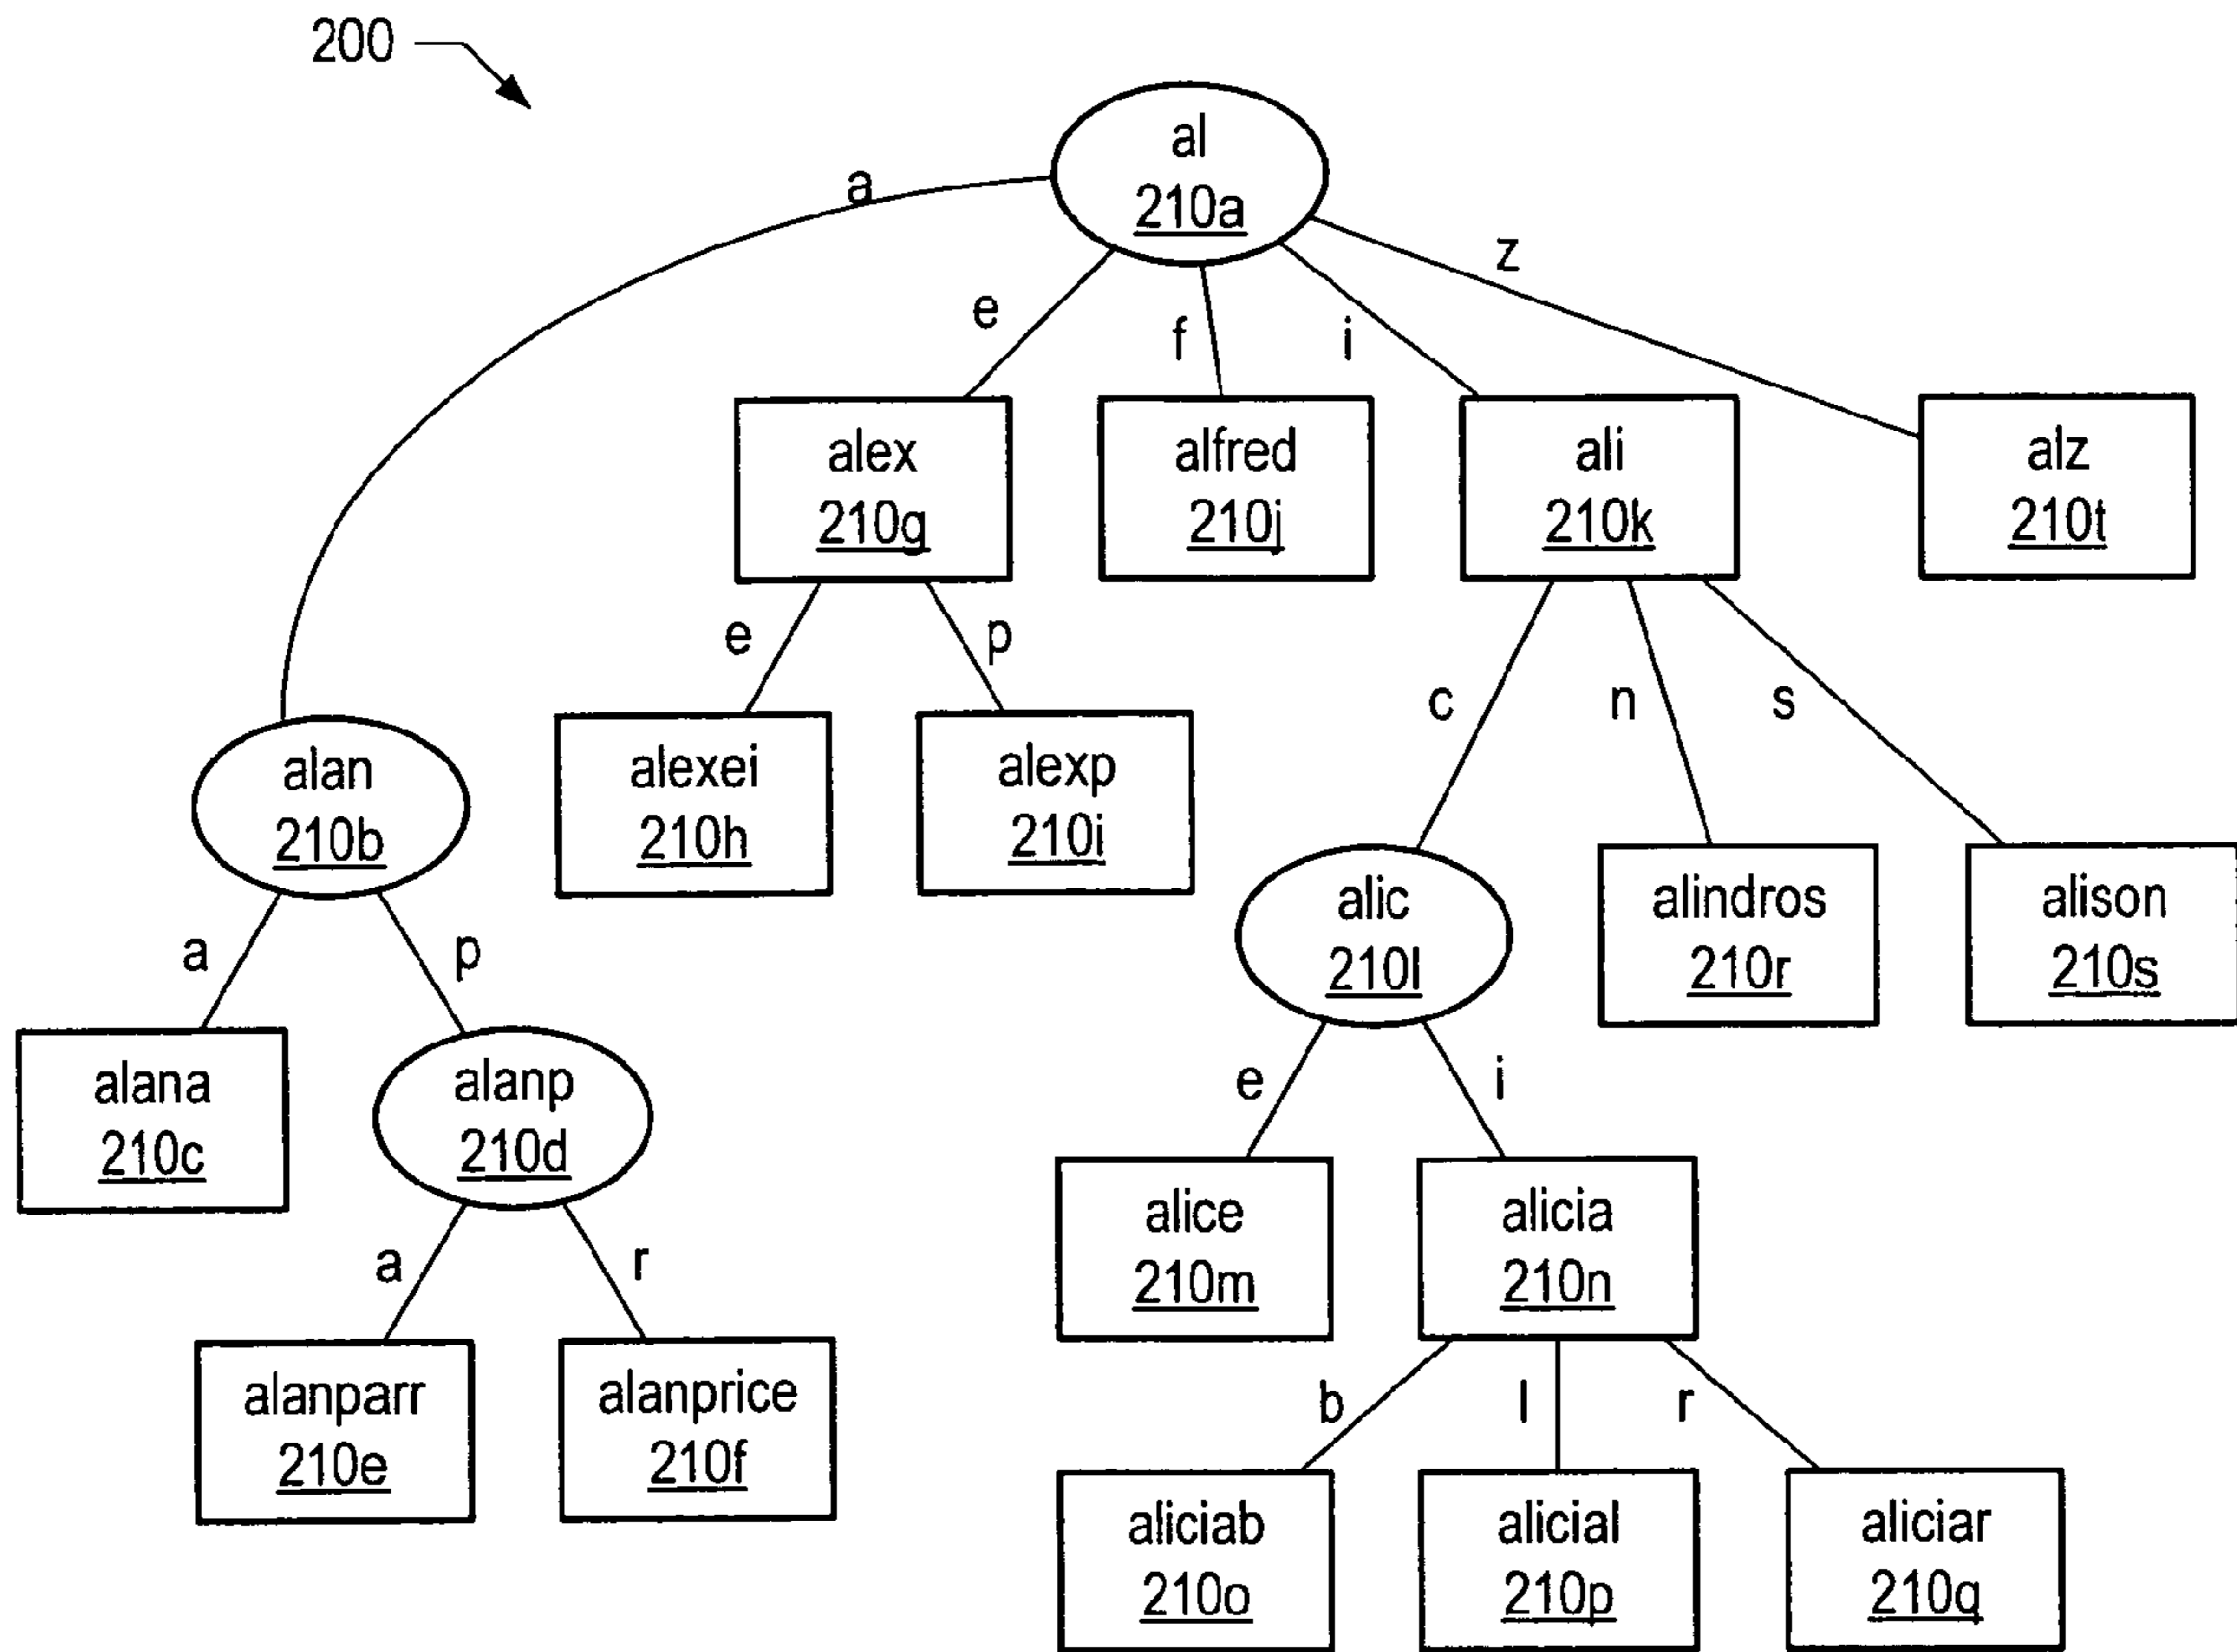 200
al
210a
a
e
f
i
z
alex
210g
alfred
210j
ali
210k
alz
210t
e
p
c
n
s
alan
210b
alexei
210h
alexp
210i
alic
210l
alindros
210r
alison
210s
a
p
e
i
alana
210c
alanp
210d
alice
210m
alicia
210n
a
r
b
l
r
alanparr
210e
alanprice
210f
aliciab
210o
alicial
210p
aliciar
210q